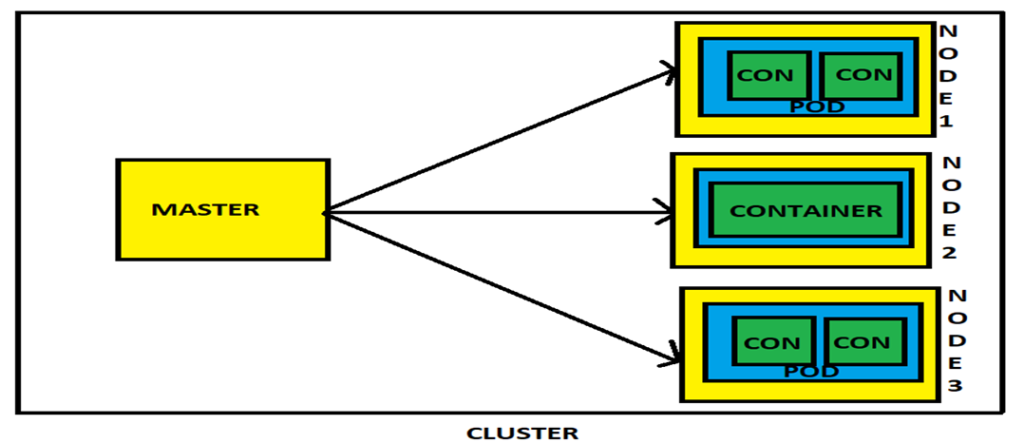 CON CON
POD
NODE1
MASTER
CONTAINER
NODE2
CON CON
POD
NODE3
CLUSTER